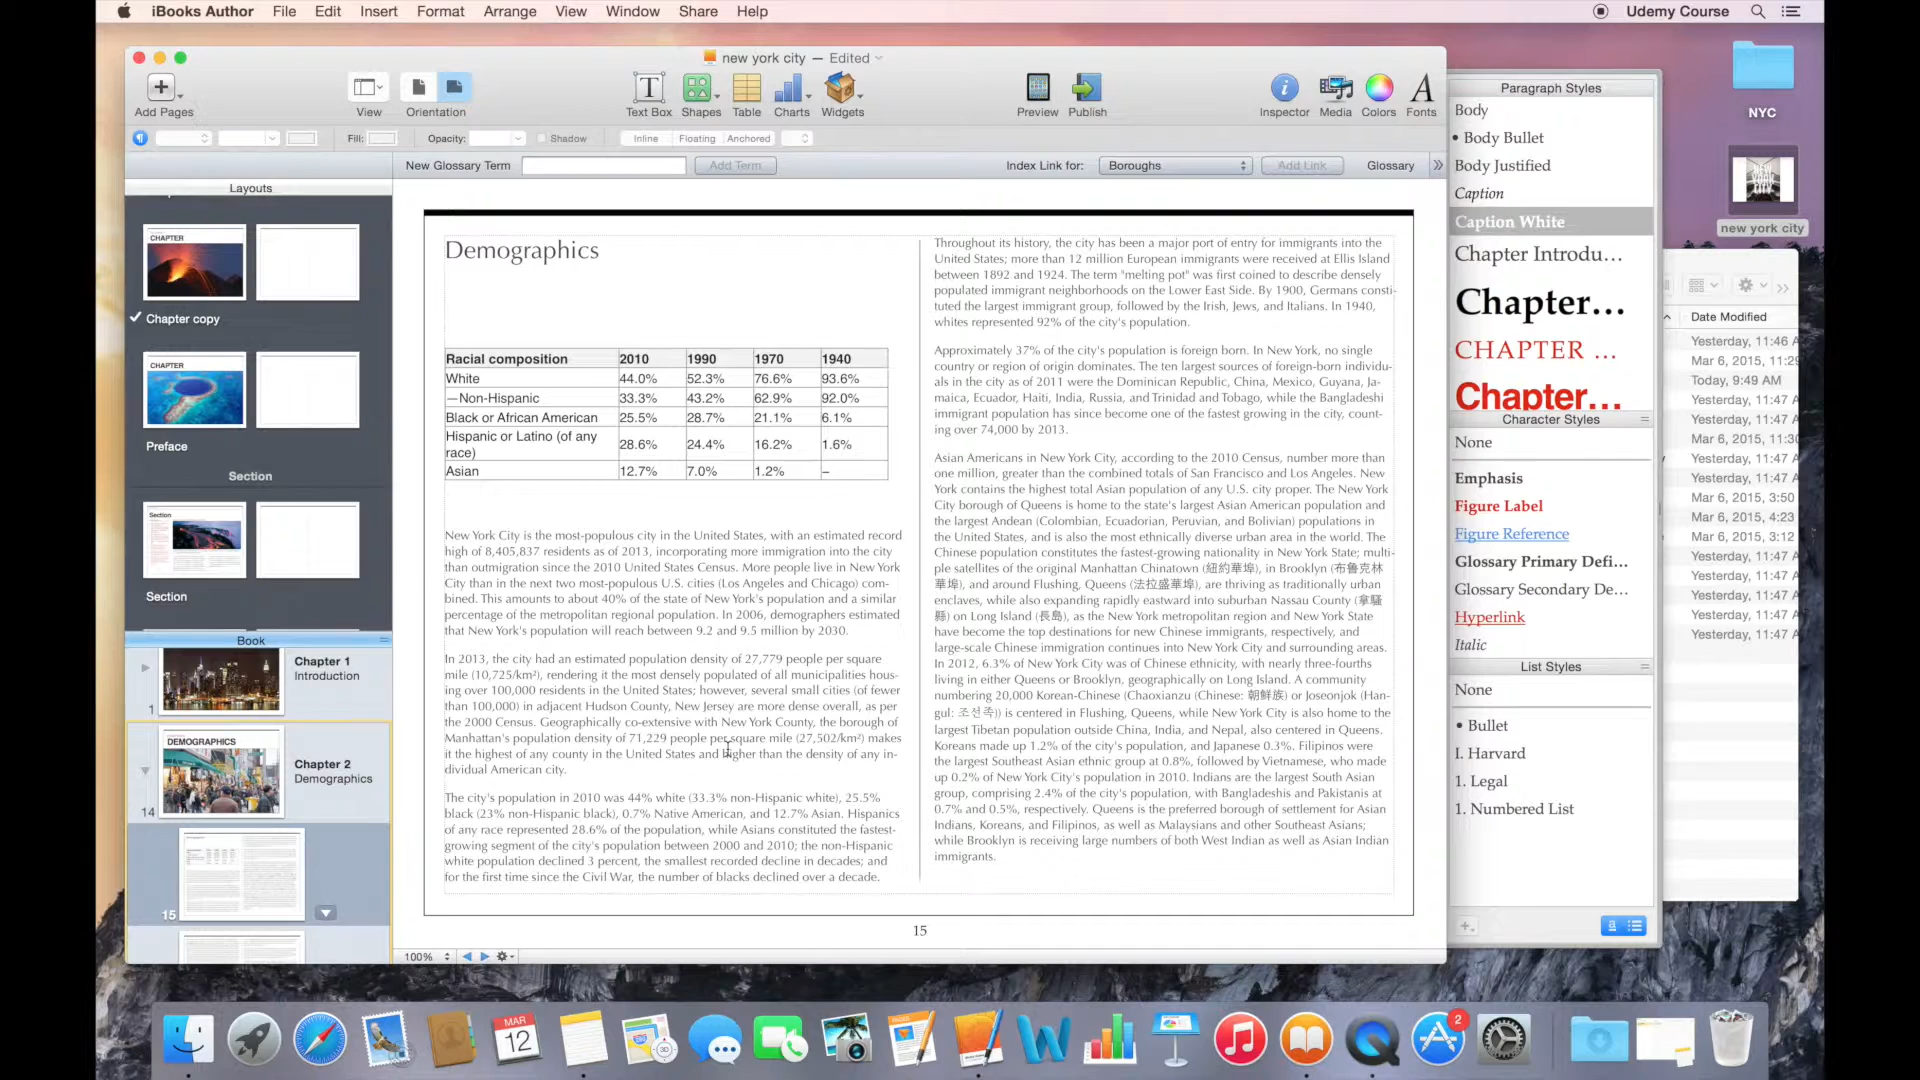 iBooks Author File Edit Insert Format Arrange View Window Share Help Udemy Course
new york city — Edited
Add Pages View Orientation Text Box Shapes Table Charts Widgets Preview Publish Inspector Media Colors Fonts
Fill: Opacity: Shadow Inline Floating Anchored
New Glossary Term Add Term Index Link for: Boroughs Add Link Glossary
Layouts
CHAPTER
Chapter copy
CHAPTER
Preface
Section
Section
Section
Book
Chapter 1
Introduction
1
DEMOGRAPHICS
Chapter 2
Demographics
14
15
Demographics
Racial composition 2010 1990 1970 1940
White 44.0% 52.3% 76.6% 93.6%
—Non-Hispanic 33.3% 43.2% 62.9% 92.0%
Black or African American 25.5% 28.7% 21.1% 6.1%
Hispanic or Latino (of any
race) 28.6% 24.4% 16.2% 1.6%
Asian 12.7% 7.0% 1.2% –
New York City is the most-populous city in the United States, with an estimated record
high of 8,405,837 residents as of 2013, incorporating more immigration into the city
than outmigration since the 2010 United States Census. More people live in New York
City than in the next two most-populous U.S. cities (Los Angeles and Chicago) com-
bined. This amounts to about 40% of the state of New York's population and a similar
percentage of the metropolitan regional population. In 2006, demographers estimated
that New York's population will reach between 9.2 and 9.5 million by 2030.
In 2013, the city had an estimated population density of 27,779 people per square
mile (10,725/km²), rendering it the most densely populated of all municipalities hous-
ing over 100,000 residents in the United States; however, several small cities (of fewer
than 100,000) in adjacent Hudson County, New Jersey are more dense overall, as per
the 2000 Census. Geographically co-extensive with New York County, the borough of
Manhattan's population density of 71,229 people per square mile (27,502/km²) makes
it the highest of any county in the United States and higher than the density of any in-
dividual American city.
The city's population in 2010 was 44% white (33.3% non-Hispanic white), 25.5%
black (23% non-Hispanic black), 0.7% Native American, and 12.7% Asian. Hispanics
of any race represented 28.6% of the population, while Asians constituted the fastest-
growing segment of the city's population between 2000 and 2010; the non-Hispanic
white population declined 3 percent, the smallest recorded decline in decades; and
for the first time since the Civil War, the number of blacks declined over a decade.
Throughout its history, the city has been a major port of entry for immigrants into the
United States; more than 12 million European immigrants were received at Ellis Island
between 1892 and 1924. The term "melting pot" was first coined to describe densely
populated immigrant neighborhoods on the Lower East Side. By 1900, Germans consti-
tuted the largest immigrant group, followed by the Irish, Jews, and Italians. In 1940,
whites represented 92% of the city's population.
Approximately 37% of the city's population is foreign born. In New York, no single
country or region of origin dominates. The ten largest sources of foreign-born individu-
als in the city as of 2011 were the Dominican Republic, China, Mexico, Guyana, Ja-
maica, Ecuador, Haiti, India, Russia, and Trinidad and Tobago, while the Bangladeshi
immigrant population has since become one of the fastest growing in the city, count-
ing over 74,000 by 2013.
Asian Americans in New York City, according to the 2010 Census, number more than
one million, greater than the combined totals of San Francisco and Los Angeles. New
York contains the highest total Asian population of any U.S. city proper. The New York
City borough of Queens is home to the state's largest Asian American population and
the largest Andean (Colombian, Ecuadorian, Peruvian, and Bolivian) populations in
the United States, and is also the most ethnically diverse urban area in the world. The
Chinese population constitutes the fastest-growing nationality in New York State; multi-
ple satellites of the original Manhattan Chinatown (紐約華埠), in Brooklyn (布魯克林
華埠), and around Flushing, Queens (法拉盛華埠), are thriving as traditionally urban
enclaves, while also expanding rapidly eastward into suburban Nassau County (拿騷
縣) on Long Island (長島), as the New York metropolitan region and New York State
have become the top destinations for new Chinese immigrants, respectively, and
large-scale Chinese immigration continues into New York City and surrounding areas.
In 2012, 6.3% of New York City was of Chinese ethnicity, with nearly three-fourths
living in either Queens or Brooklyn, geographically on Long Island. A community
numbering 20,000 Korean-Chinese (Chaoxianzu (Chinese: 朝鮮族) or Joseonjok (Han-
gul: 조선족)) is centered in Flushing, Queens, while New York City is also home to the
largest Tibetan population outside China, India, and Nepal, also centered in Queens.
Koreans made up 1.2% of the city's population, and Japanese 0.3%. Filipinos were
the largest Southeast Asian ethnic group at 0.8%, followed by Vietnamese, who made
up 0.2% of New York City's population in 2010. Indians are the largest South Asian
group, comprising 2.4% of the city's population, with Bangladeshis and Pakistanis at
0.7% and 0.5%, respectively. Queens is the preferred borough of settlement for Asian
Indians, Koreans, and Filipinos, as well as Malaysians and other Southeast Asians;
while Brooklyn is receiving large numbers of both West Indian as well as Asian Indian
immigrants.
15
100%
Paragraph Styles
Body
• Body Bullet
Body Justified
Caption
Caption White
Chapter Introdu...
Chapter...
CHAPTER ...
Chapter...
Character Styles
None
Emphasis
Figure Label
Figure Reference
Glossary Primary Defi...
Glossary Secondary De...
Hyperlink
Italic
List Styles
None
• Bullet
I. Harvard
1. Legal
1. Numbered List
NYC
NEW YORK CITY
new york city
Date Modified
Yesterday, 11:46 A
Mar 6, 2015, 11:29
Today, 9:49 AM
Yesterday, 11:47 A
Yesterday, 11:47 A
Mar 6, 2015, 11:30
Yesterday, 11:47 A
Yesterday, 11:47 A
Mar 6, 2015, 3:50
Mar 6, 2015, 4:23
Mar 6, 2015, 3:12
Yesterday, 11:47 A
Yesterday, 11:47 A
Yesterday, 11:47 A
Yesterday, 11:47 A
Yesterday, 11:47 A
MAR
12
PAGES
2